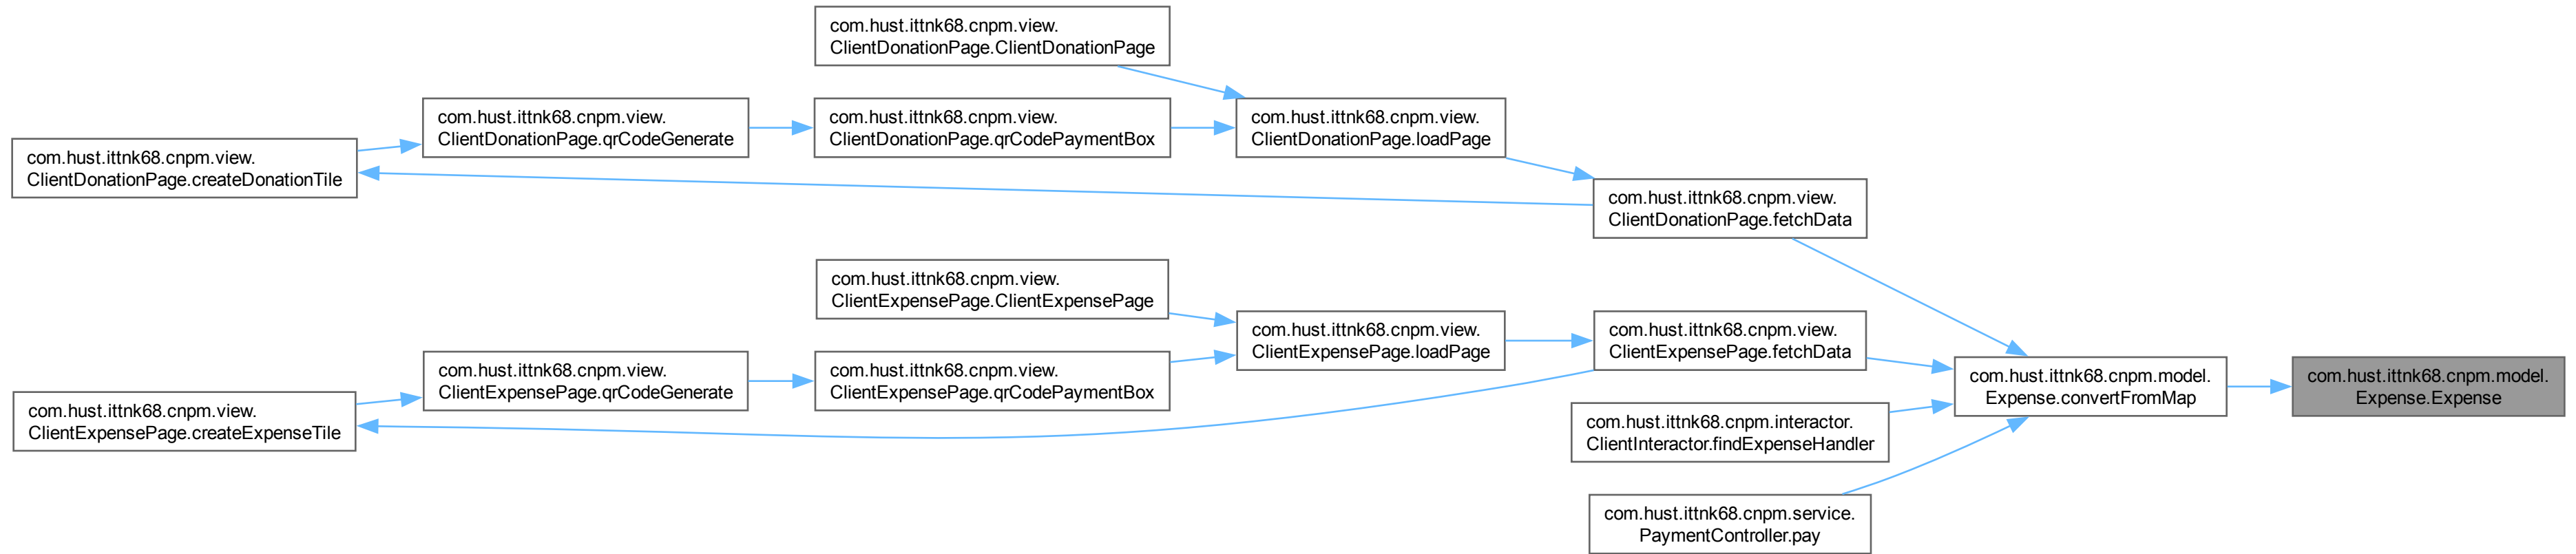 com.hust.ittnk68.cnpm.view.
ClientDonationPage.ClientDonationPage
com.hust.ittnk68.cnpm.view.
ClientDonationPage.qrCodeGenerate
com.hust.ittnk68.cnpm.view.
ClientDonationPage.qrCodePaymentBox
com.hust.ittnk68.cnpm.view.
ClientDonationPage.loadPage
com.hust.ittnk68.cnpm.view.
ClientDonationPage.createDonationTile
com.hust.ittnk68.cnpm.view.
ClientDonationPage.fetchData
com.hust.ittnk68.cnpm.view.
ClientExpensePage.ClientExpensePage
com.hust.ittnk68.cnpm.view.
ClientExpensePage.loadPage
com.hust.ittnk68.cnpm.view.
ClientExpensePage.fetchData
com.hust.ittnk68.cnpm.view.
ClientExpensePage.qrCodeGenerate
com.hust.ittnk68.cnpm.view.
ClientExpensePage.qrCodePaymentBox
com.hust.ittnk68.cnpm.model.
Expense.convertFromMap
com.hust.ittnk68.cnpm.model.
Expense.Expense
com.hust.ittnk68.cnpm.view.
ClientExpensePage.createExpenseTile
com.hust.ittnk68.cnpm.interactor.
ClientInteractor.findExpenseHandler
com.hust.ittnk68.cnpm.service.
PaymentController.pay